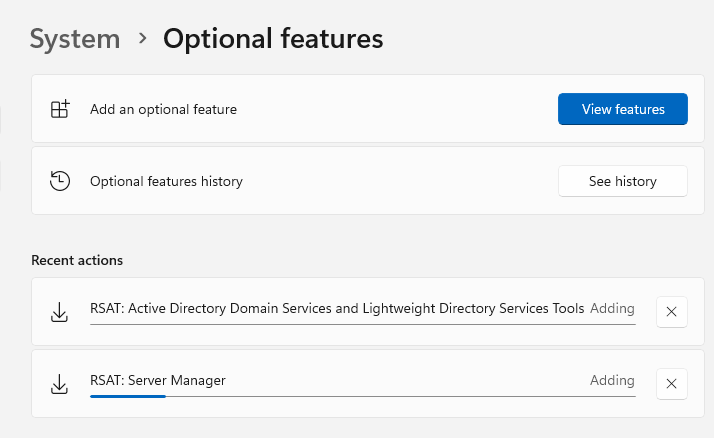 System > Optional features
Add an optional feature View features
Optional features history See history
Recent actions
RSAT: Active Directory Domain Services and Lightweight Directory Services Tools Adding
RSAT: Server Manager Adding